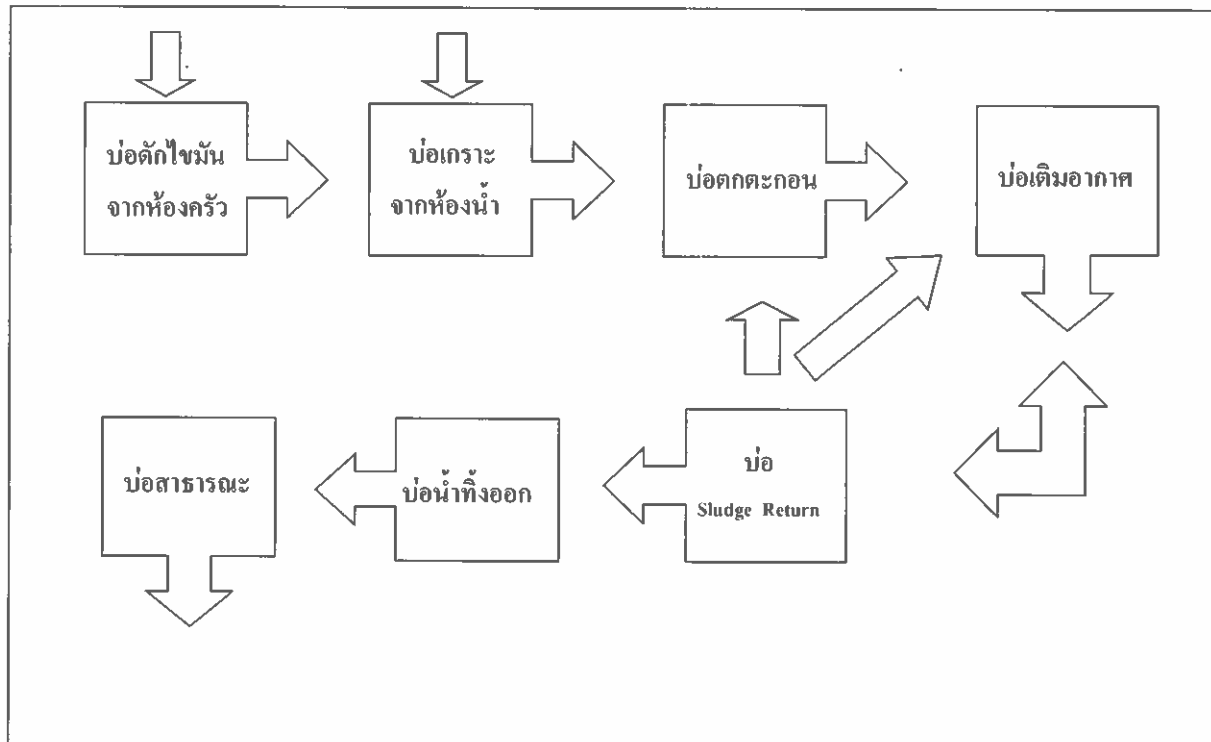 บ่อดักไขมัน
จากห้องครัว
บ่อเกราะ
จากห้องน้ำ
บ่อตกตะกอน
บ่อเติมอากาศ
บ่อสาธารณะ
บ่อน้ำทิ้งออก
บ่อ
Sludge Return